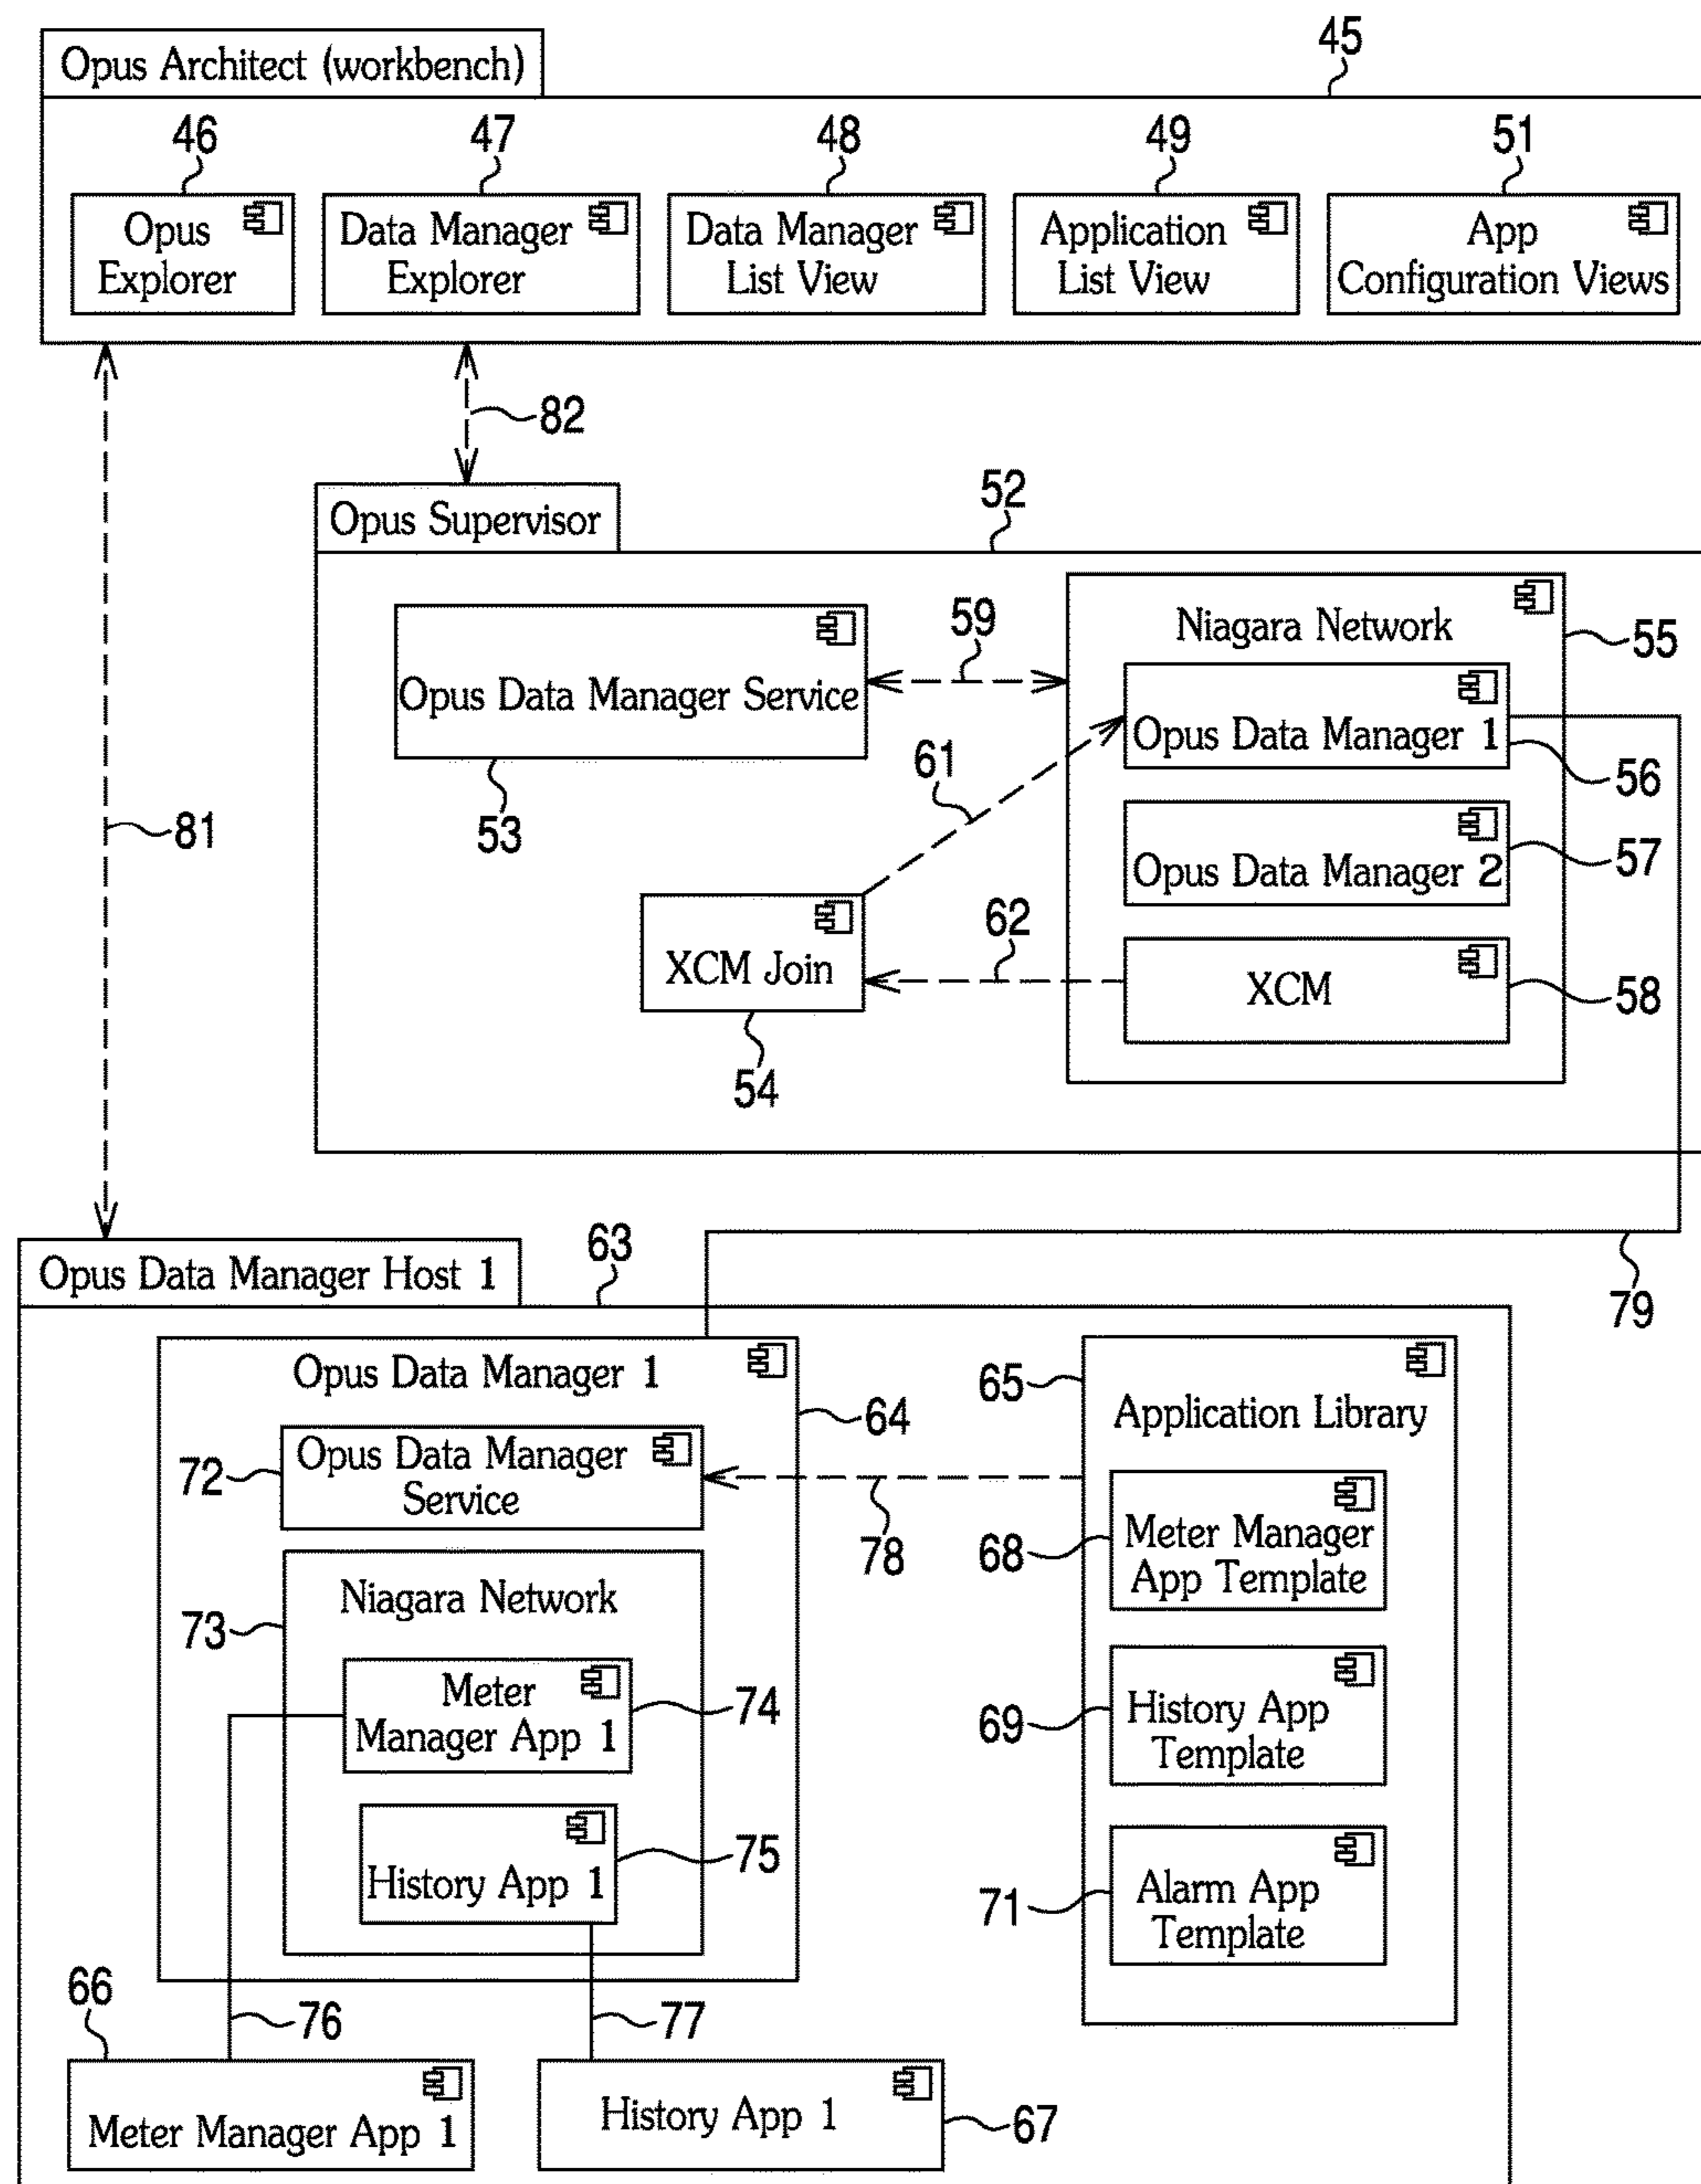 Opus Architect (workbench)
45
46
47
48
49
51
Opus
Explorer
Data Manager
Explorer
Data Manager
List View
Application
List View
App
Configuration Views
82
81
Opus Supervisor
52
Opus Data Manager Service
53
59
Niagara Network
55
Opus Data Manager 1
56
61
Opus Data Manager 2
57
XCM Join
54
62
XCM
58
79
Opus Data Manager Host 1
63
Opus Data Manager 1
64
72
Opus Data Manager
Service
78
65
Application Library
68
Meter Manager
App Template
73
Niagara Network
Meter
Manager App 1
74
69
History App
Template
History App 1
75
71
Alarm App
Template
66
76
77
Meter Manager App 1
History App 1
67